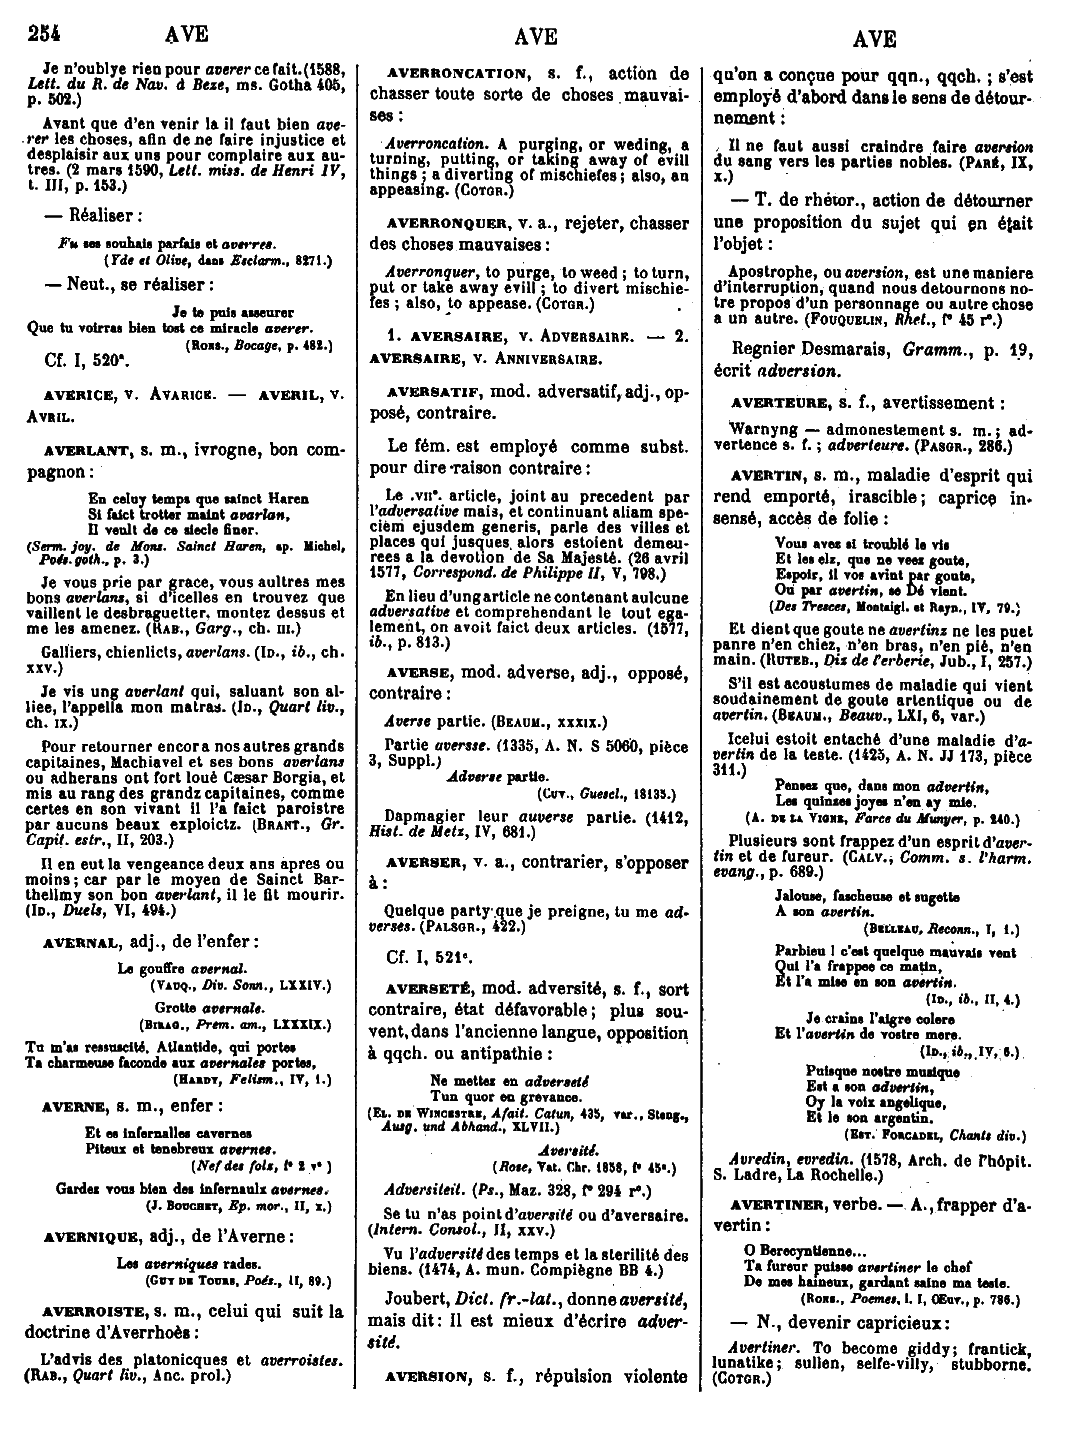 254 AVE AVE AVE
Je n'oublye rien pour averer ce fait. (1588,
Lett. du R. de Nav. à Beze, ms. Gotha 405,
p. 502.)
Avant que d'en venir la il faut bien ave-
rer les choses, afin de ne faire injustice et
desplaisir aux uns pour complaire aux au-
tres. (2 mars 1590, Lett. miss. de Henri IV,
t. III, p. 153.)
— Réaliser :
Fu ses souhais parfais et averres.
(Yde et Olive, dans Esclarm., 8271.)
— Neut., se réaliser :
Je te puis asseurer
Que tu voirras bien tost ce miracle averer.
(Rons., Bocage, p. 482.)
Cf. I, 520ª.
AVERICE, v. Avarice. — AVERIL, v.
Avril.
AVERLANT, s. m., ivrogne, bon com-
pagnon :
En celuy temps que sainct Haren
Si faict trotter maint avarlan,
Il veult de ce siecle finer.
(Serm. joy. de Mons. Sainct Haren, ap. Michel,
Poés. goth., p. 3.)
Je vous prie par grace, vous aultres mes
bons averlans, si d'icelles en trouvez que
vaillent le desbraguetter, montez dessus et
me les amenez. (Rab., Garg., ch. III.)
Galliers, chienlicts, averlans. (Id., ib., ch.
xxv.)
Je vis ung averlant qui, saluant son al-
liee, l'appella mon matras. (Id., Quart liv.,
ch. ix.)
Pour retourner encor a nos autres grands
capitaines, Machiavel et ses bons averlans
ou adherans ont fort loué Cæsar Borgia, et
mis au rang des grandz capitaines, comme
certes en son vivant il l'a faict paroistre
par aucuns beaux exploictz. (Brant., Gr.
Capit. estr., II, 203.)
Il en eut la vengeance deux ans apres ou
moins ; car par le moyen de Sainct Bar-
thellmy son bon averlant, il le fit mourir.
(Id., Duels, VI, 494.)
AVERNAL, adj., de l'enfer :
Le gouffre avernal.
(Vauq., Div. Sonn., LXXIV.)
Grotte avernale.
(Birag., Prem. am., LXXXIX.)
Tu m'as ressuscité, Atlantide, qui portes
Ta charmeuse faconde aux avernales portes,
(Hardy, Felism., IV, 1.)
AVERNE, s. m., enfer :
Et es infernalles cavernes
Piteux et tenebreux avernes.
(Nef des fols, f° 2 v°)
Gardez vous bien des infernaulx avernes.
(J. Bouchet, Ep. mor., II, x.)
AVERNIQUE, adj., de l'Averne :
Les averniques rades.
(Guy de Tours, Poés., II, 89.)
AVERROISTE, s. m., celui qui suit la
doctrine d'Averrhoès :
L'advis des platonicques et averroistes.
(Rab., Quart liv., Anc. prol.)
AVERRONCATION, s. f., action de
chasser toute sorte de choses mauvai-
ses :
Averroncation. A purging, or weding, a
turning, putting, or taking away of evill
things ; a diverting of mischiefes ; also, an
appeasing. (Cotgr.)
AVERRONQUER, v. a., rejeter, chasser
des choses mauvaises :
Averronquer, to purge, to weed ; to turn,
put or take away evill ; to divert mischie-
fes ; also, to appease. (Cotgr.)
1. AVERSAIRE, v. Adversaire. — 2.
AVERSAIRE, v. Anniversaire.
AVERSATIF, mod. adversatif, adj., op-
posé, contraire.
Le fém. est employé comme subst.
pour dire raison contraire :
Le .vii°. article, joint au precedent par
l'adversative mais, et continuant aliam spe-
ciem ejusdem generis, parle des villes et
places qui jusques alors estoient demeu-
rees a la devotion de Sa Majesté. (26 avril
1577, Correspond. de Philippe II, V, 798.)
En lieu d'ung article ne contenant aulcune
adversative et comprehendant le tout ega-
lement, on avoit faict deux articles. (1577,
ib., p. 813.)
AVERSE, mod. adverse, adj., opposé,
contraire :
Averse partie. (Beaum., xxxix.)
Partie aversse. (1335, A. N. S 5060, pièce
3, Suppl.)
Adverse partie.
(Cuv., Guescl., 18135.)
Dapmagier leur auverse partie. (1412,
Hist. de Metz, IV, 681.)
AVERSER, v. a., contrarier, s'opposer
à :
Quelque party que je preigne, tu me ad-
verses. (Palsgr., 422.)
Cf. I, 521ᶜ.
AVERSETÉ, mod. adversité, s. f., sort
contraire, état défavorable ; plus sou-
vent, dans l'ancienne langue, opposition
à qqch. ou antipathie :
Ne mettez en adverseté
Tun quor en grevance.
(El. de Wincestre, Afait. Catun, 435, var., Steng.,
Ausg. und Abhand., XLVII.)
Aversité.
(Rose, Vat. Chr. 1858, f° 45ᶜ.)
Adversiteit. (Ps., Maz. 328, f° 294 r°.)
Se tu n'as point d'aversité ou d'aversaire.
(Intern. Consol., II, xxv.)
Vu l'adversité des temps et la sterilité des
biens. (1474, A. mun. Compiègne BB 4.)
Joubert, Dict. fr.-lat., donne aversité,
mais dit : Il est mieux d'écrire adver-
sité.
AVERSION, s. f., répulsion violente
qu'on a conçue pour qqn., qqch. ; s'est
employé d'abord dans le sens de détour-
nement :
Il ne faut aussi craindre faire aversion
du sang vers les parties nobles. (Paré, IX,
x.)
— T. de rhétor., action de détourner
une proposition du sujet qui en était
l'objet :
Apostrophe, ou aversion, est une maniere
d'interruption, quand nous detournons no-
tre propos d'un personnage ou autre chose
a un autre. (Fouquelin, Rhet., f° 45 r°.)
Regnier Desmarais, Gramm., p. 19,
écrit adversion.
AVERTEURE, s. f., avertissement :
Warnyng — admonestement s. m. ; ad-
vertence s. f. ; adverteure. (Pasgr., 286.)
AVERTIN, s. m., maladie d'esprit qui
rend emporté, irascible ; caprice in-
sensé, accès de folie :
Vous aves si troublé le vis
Et les elz, que ne veez goute,
Espoir, il vos avint par goute,
Ou par avertin, se Dé vient.
(Des Tresces, Montaigl. et Rayn., IV, 79.)
Et dient que goute ne avertinz ne les puet
panre n'en chiez, n'en bras, n'en pié, n'en
main. (Ruteb., Diz de l'erberie, Jub., I, 257.)
S'il est acoustumes de maladie qui vient
soudainement de goute artentique ou de
avertin. (Beaum., Beauv., LXI, 6, var.)
Icelui estoit entaché d'une maladie d'a-
vertin de la teste. (1425, A. N. JJ 173, pièce
311.)
Pensez que, dans mon advertin,
Les quinzes joyes n'en ay mie.
(A. de la Vigne, Farce du Munyer, p. 240.)
Plusieurs sont frappez d'un esprit d'aver-
tin et de fureur. (Calv., Comm. s. l'harm.
evang., p. 689.)
Jalouse, fascheuse et sugette
A son avertin.
(Belleau, Reconn., I, 1.)
Parbieu ! c'est quelque mauvais vent
Qui l'a frappee ce matin,
Et l'a mise en son avertin.
(Id., ib., II, 4.)
Je crains l'aigre colere
Et l'avertin de vostre mere.
(Id., ib., IV, 6.)
Puisque nostre musique
Est a son advertin,
Oy la voix angelique,
Et le son argentin.
(Est. Forcadel, Chants div.)
Avredin, evredin. (1578, Arch. de l'hôpit.
S. Ladre, La Rochelle.)
AVERTINER, verbe. — A., frapper d'a-
vertin :
O Berecyntienne...
Ta fureur puisse avertiner le chef
De mes haineux, gardant saine ma teste.
(Rons., Poemes, l. I, Œuv., p. 786.)
— N., devenir capricieux :
Avertiner. To become giddy ; frantick,
lunatike ; sullen, selfe-villy, stubborne.
(Cotgr.)